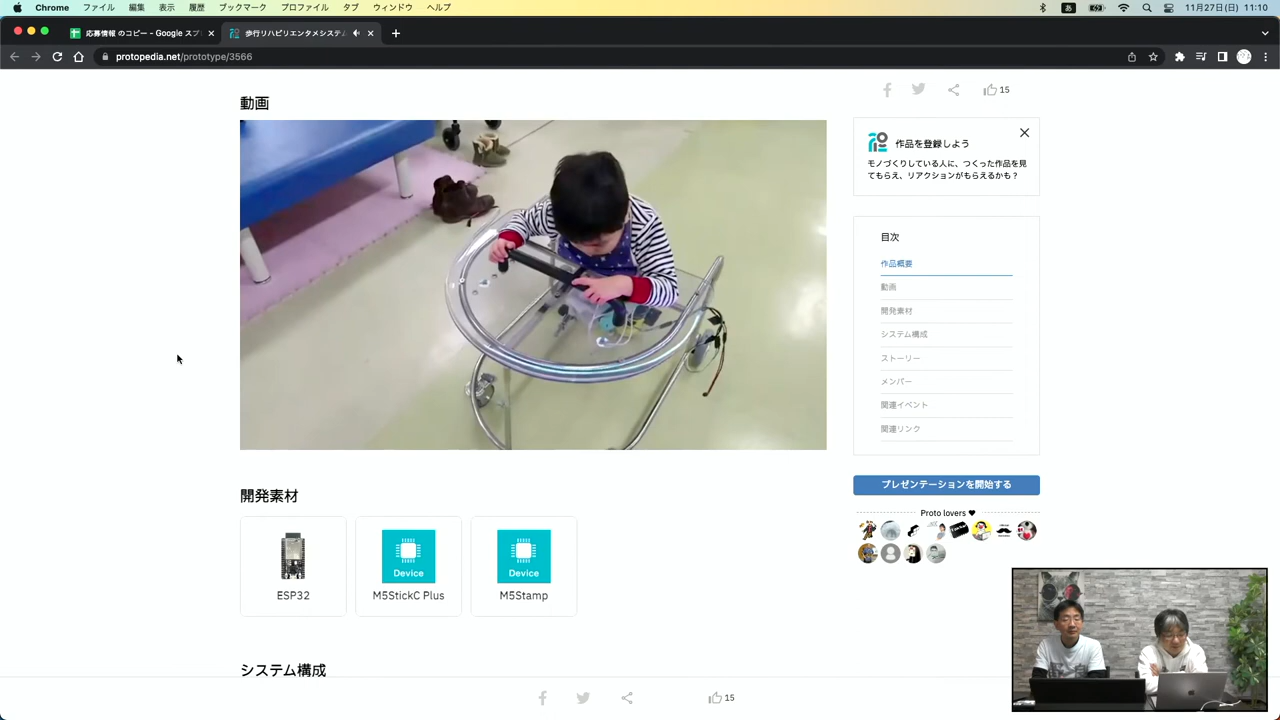 Chrome ファイル 編集 表示 履歴 ブックマーク プロファイル タブ ウィンドウ ヘルプ
あ 11月27日(日) 11:10
応募情報 のコピー - Google スプ
歩行リハビリエンタメシステム
protopedia.net/prototype/3566
動画
15
作品を登録しよう
モノづくりしている人に、つくった作品を見
てもらえ、リアクションがもらえるかも？
目次
作品概要
動画
開発素材
システム構成
ストーリー
メンバー
関連イベント
関連リンク
プレゼンテーションを開始する
Proto lovers ♥
開発素材
ESP32
Device
M5StickC Plus
Device
M5Stamp
システム構成
15